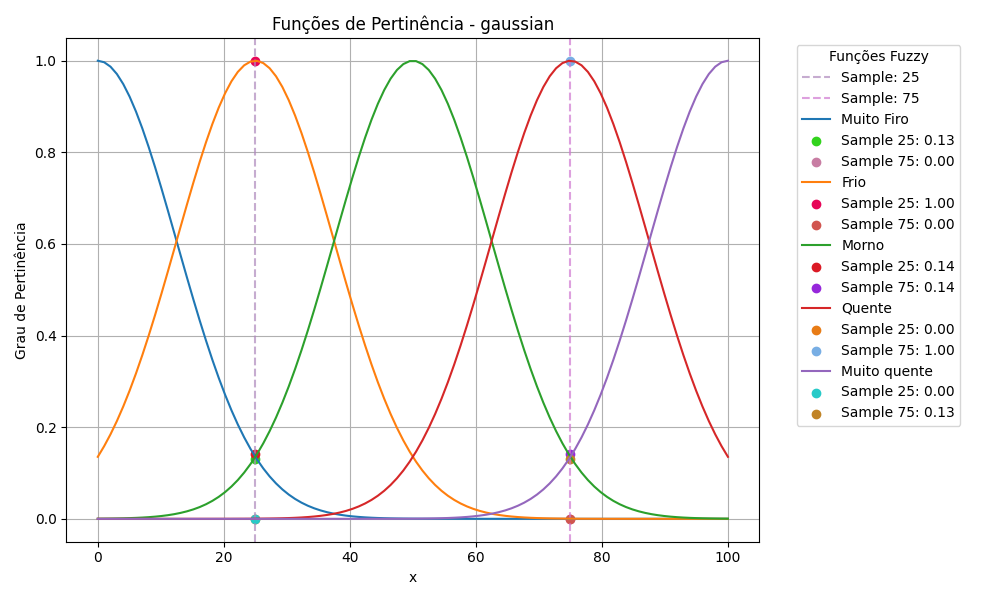 Funções de Pertinência - gaussian
Grau de Pertinência
1.0
0.8
0.6
0.4
0.2
0.0
0
20
40
60
80
100
x
Funções Fuzzy
Sample: 25
Sample: 75
Muito Firo
Sample 25: 0.13
Sample 75: 0.00
Frio
Sample 25: 1.00
Sample 75: 0.00
Morno
Sample 25: 0.14
Sample 75: 0.14
Quente
Sample 25: 0.00
Sample 75: 1.00
Muito quente
Sample 25: 0.00
Sample 75: 0.13